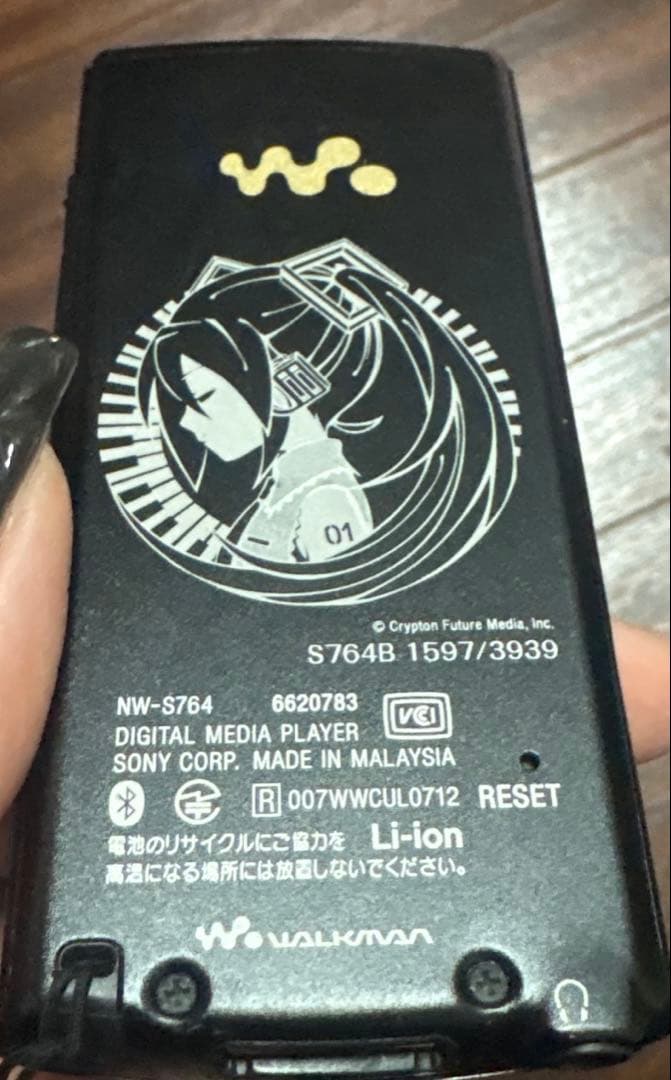 01
© Crypton Future Media, Inc.
S764B 1597/3939
NW-S764 6620783 VCI
DIGITAL MEDIA PLAYER
SONY CORP. MADE IN MALAYSIA
R 007WWCUL0712 RESET
電池のリサイクルにご協力を Li-ion
高温になる場所には放置しないでください。
WALKMAN